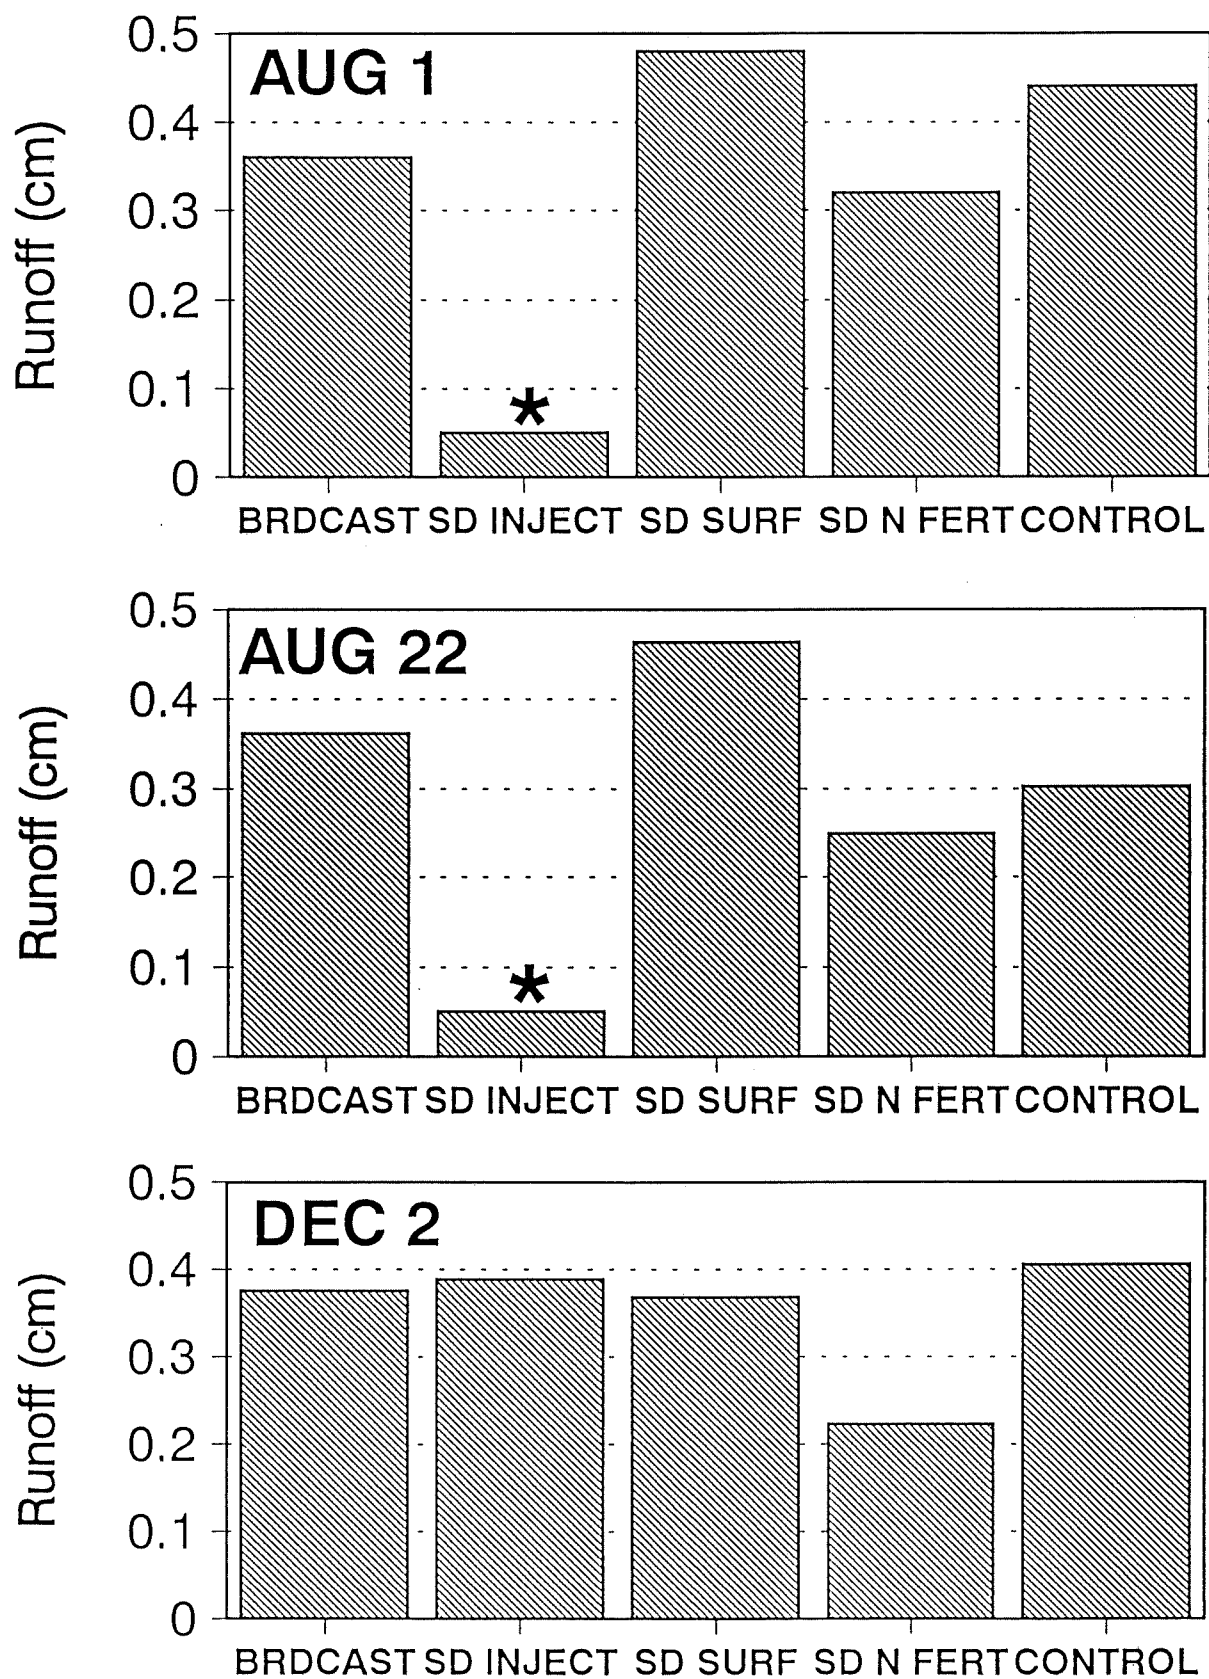 0.5
AUG 1
0.4
0.3
0.2
0.1
*
0
Runoff (cm)
BRDCAST SD INJECT SD SURF SD N FERT CONTROL
0.5
AUG 22
0.4
0.3
0.2
0.1
*
0
Runoff (cm)
BRDCAST SD INJECT SD SURF SD N FERT CONTROL
0.5
DEC 2
0.4
0.3
0.2
0.1
0
Runoff (cm)
BRDCAST SD INJECT SD SURF SD N FERT CONTROL